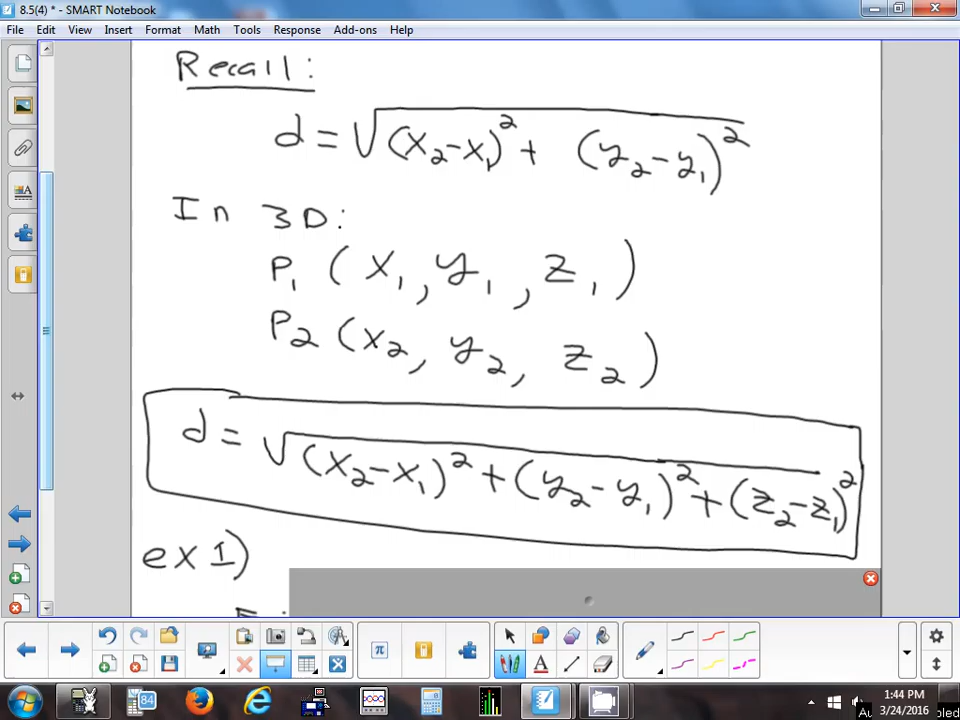 8.5(4) * - SMART Notebook
File Edit View Insert Format Math Tools Response Add-ons Help
Recall:
d = √(x₂-x₁)² + (y₂-y₁)²
In 3D:
P₁ (x₁, y₁, z₁)
P₂ (x₂, y₂, z₂)
d = √(x₂-x₁)² + (y₂-y₁)² + (z₂-z₁)²
ex 1)
π
A
84
1:44 PM
3/24/2016